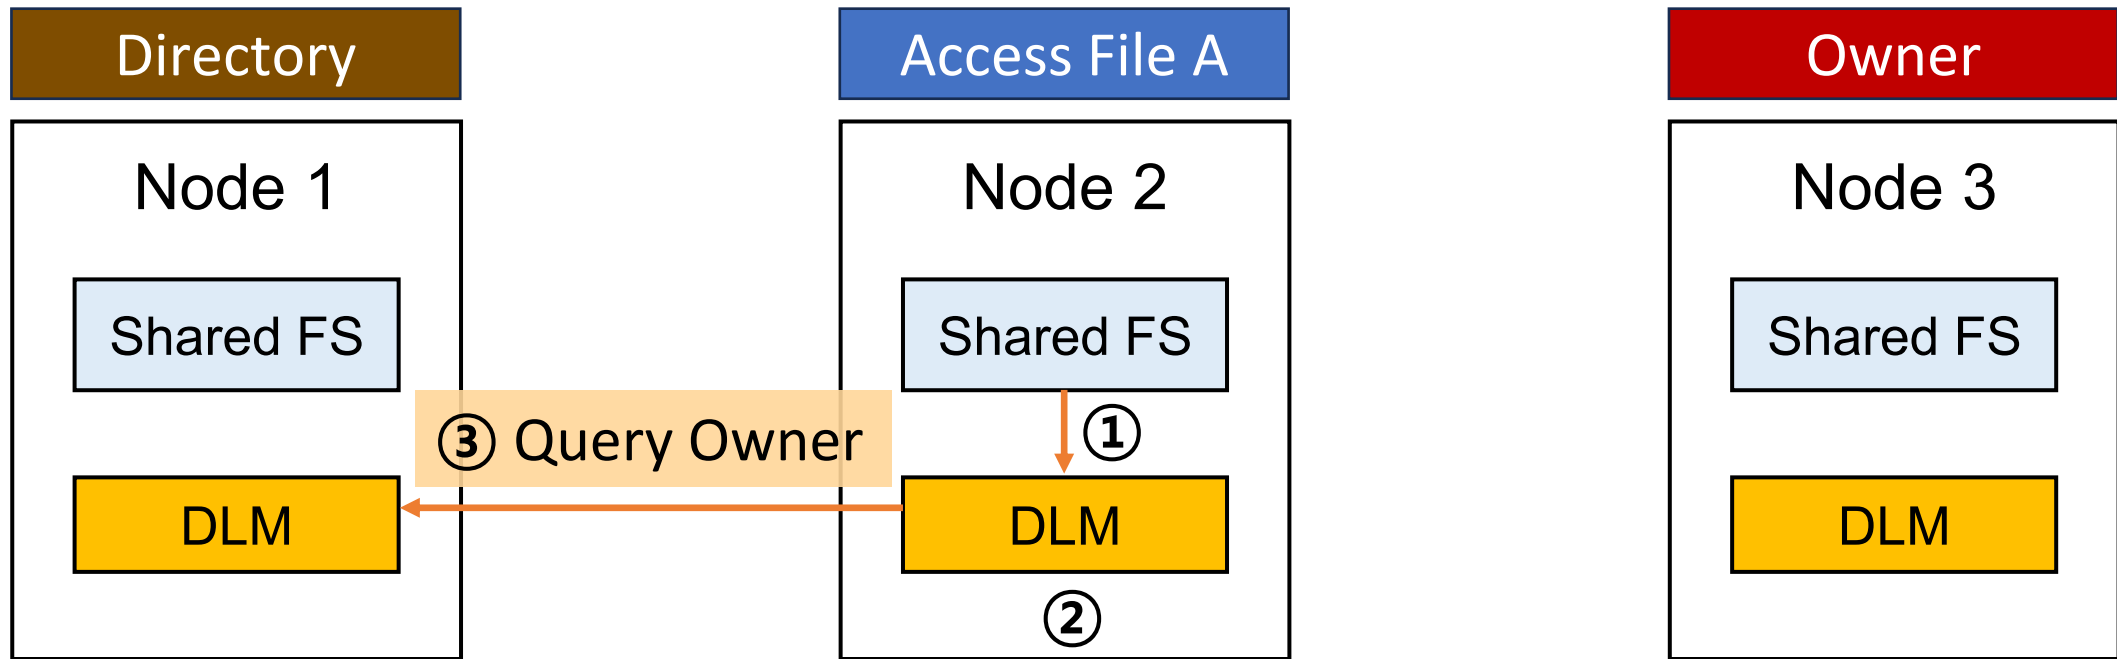 Directory
Access File A
Owner
Node 1
Node 2
Node 3
Shared FS
Shared FS
Shared FS
③ Query Owner
①
DLM
DLM
DLM
②